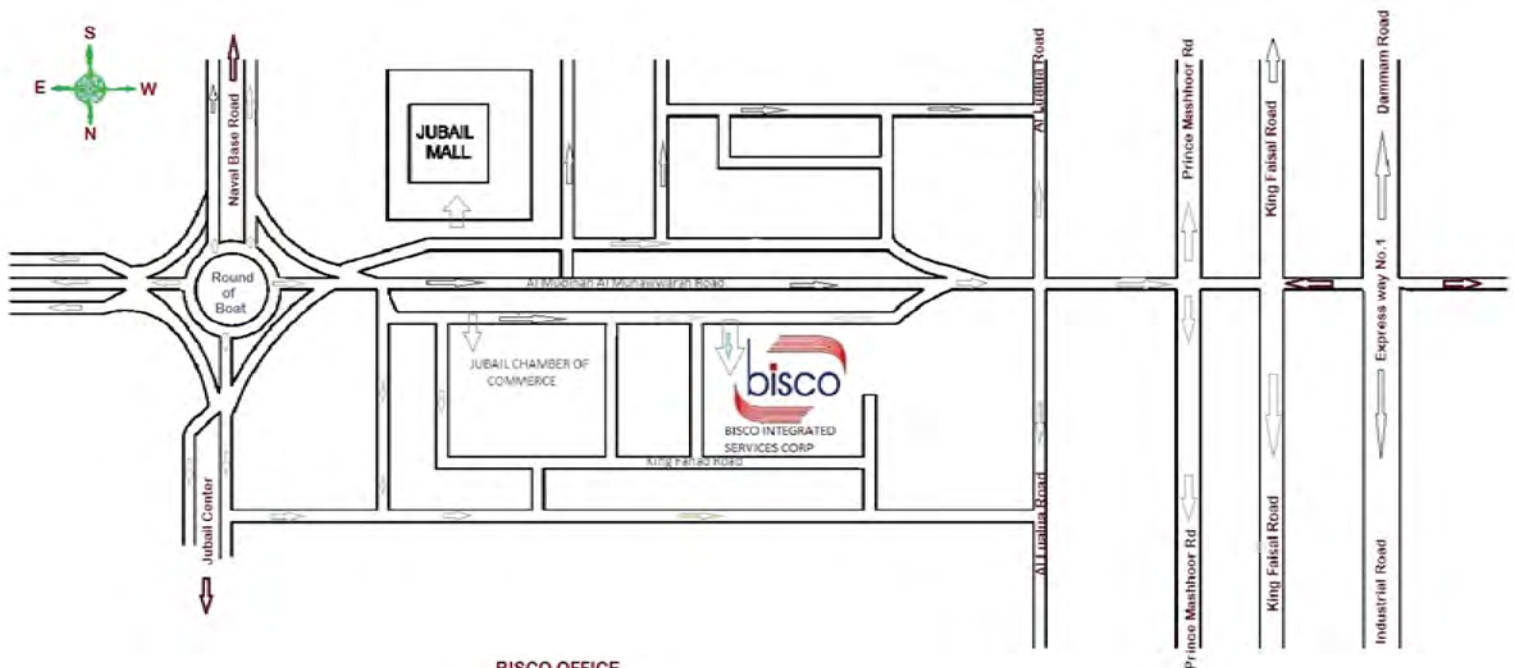 S
E
W
N
Naval Base Road
JUBAIL
MALL
Al Lualua Road
Prince Mashhoor Rd
King Faisal Road
Dammam Road
Round
of
Boat
Al Mudinah Al Munawwarah Road
Express way No.1
JUBAIL CHAMBER OF
COMMERCE
bisco
BISCO INTEGRATED
SERVICES CORP
King Fahad Road
Jubail Center
Al Lualua Road
Prince Mashhoor Rd
King Faisal Road
Industrial Road
BISCO OFFICE